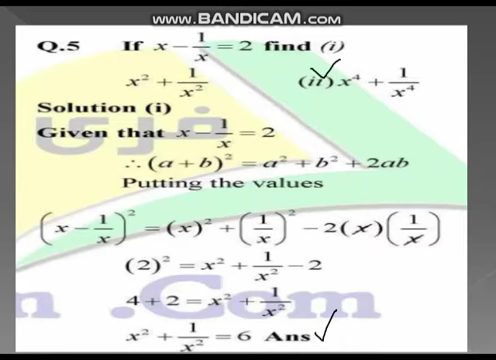 www.BANDICAM.com
Q.5 If x − 1/x = 2 find (i)
x² + 1/x² (ii) x⁴ + 1/x⁴
Solution (i)
Given that x − 1/x = 2
∴ (a + b)² = a² + b² + 2ab
Putting the values
(x − 1/x)² = (x)² + (1/x)² − 2(x)(1/x)
(2)² = x² + 1/x² − 2
4 + 2 = x² + 1/x²
x² + 1/x² = 6 Ans